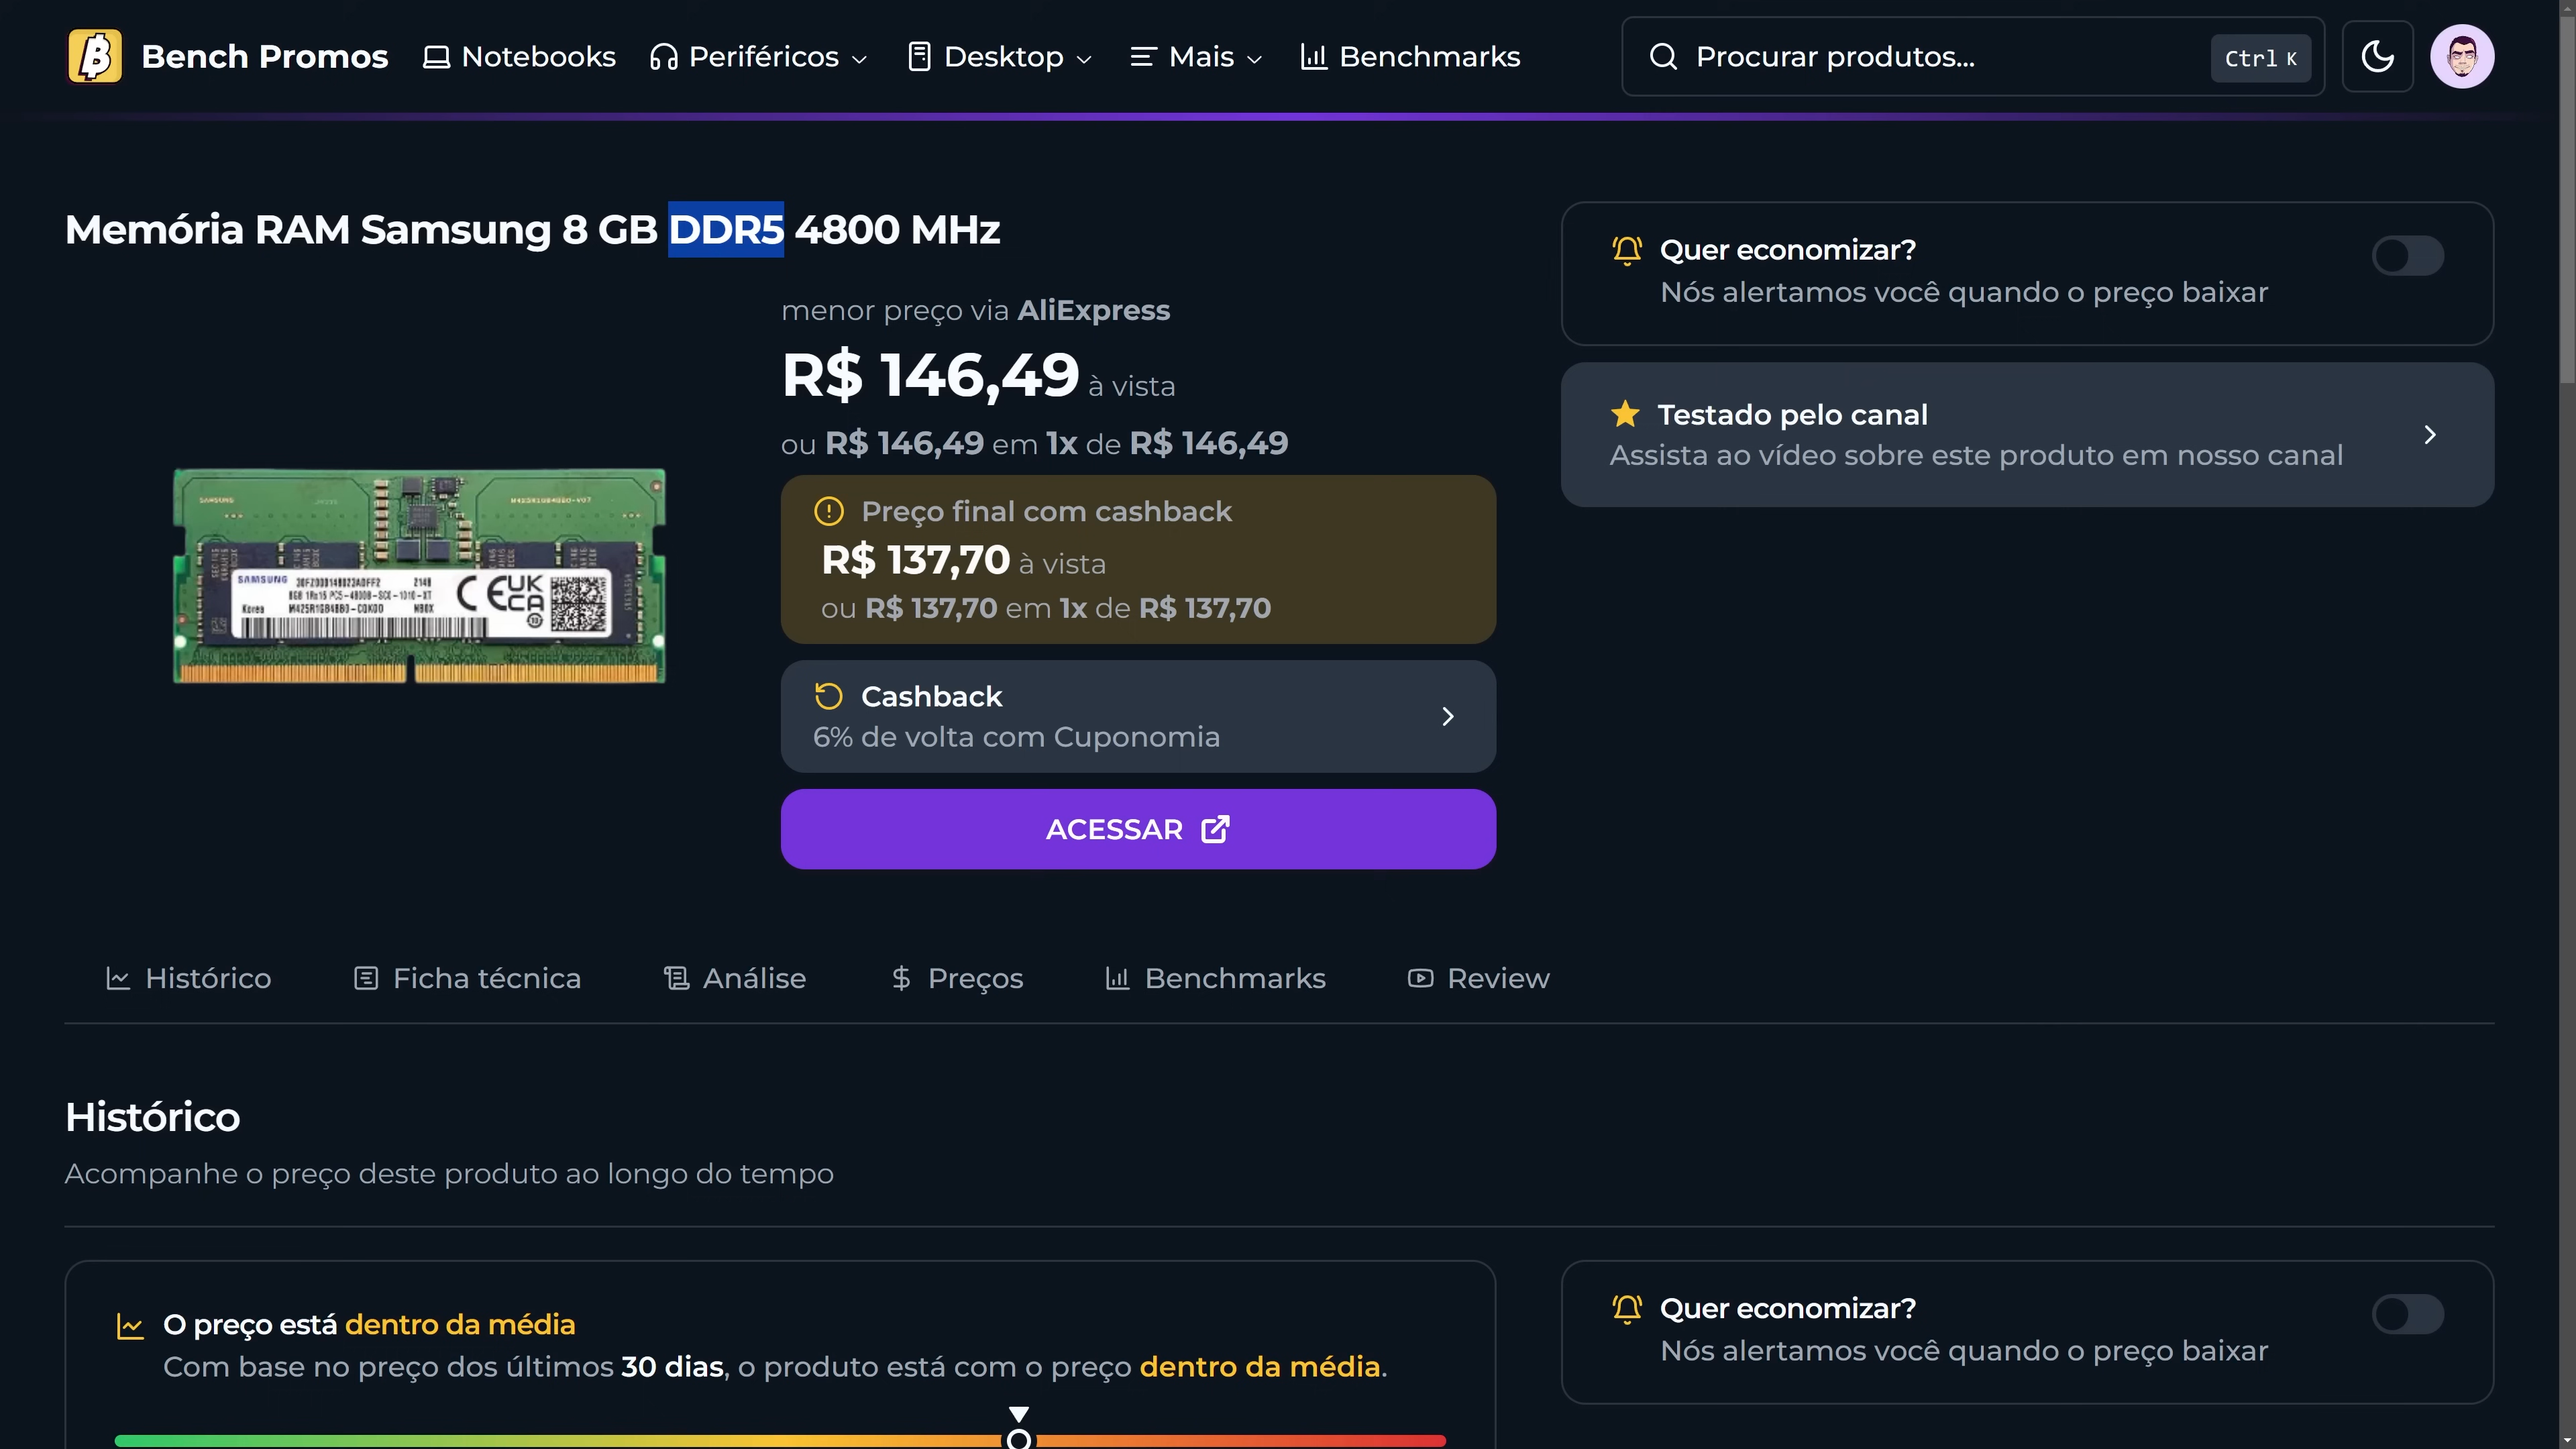 Bench Promos
Notebooks
Periféricos
Desktop
Mais
Benchmarks
Procurar produtos...
Ctrl K
Memória RAM Samsung 8 GB DDR5 4800 MHz
menor preço via AliExpress
R$ 146,49 à vista
ou R$ 146,49 em 1x de R$ 146,49
Preço final com cashback
R$ 137,70 à vista
ou R$ 137,70 em 1x de R$ 137,70
Cashback
6% de volta com Cuponomia
ACESSAR
Quer economizar?
Nós alertamos você quando o preço baixar
Testado pelo canal
Assista ao vídeo sobre este produto em nosso canal
SAMSUNG
SAMSUNG
Korea
Histórico
Ficha técnica
Análise
Preços
Benchmarks
Review
Histórico
Acompanhe o preço deste produto ao longo do tempo
O preço está dentro da média
Com base no preço dos últimos 30 dias, o produto está com o preço dentro da média.
Quer economizar?
Nós alertamos você quando o preço baixar